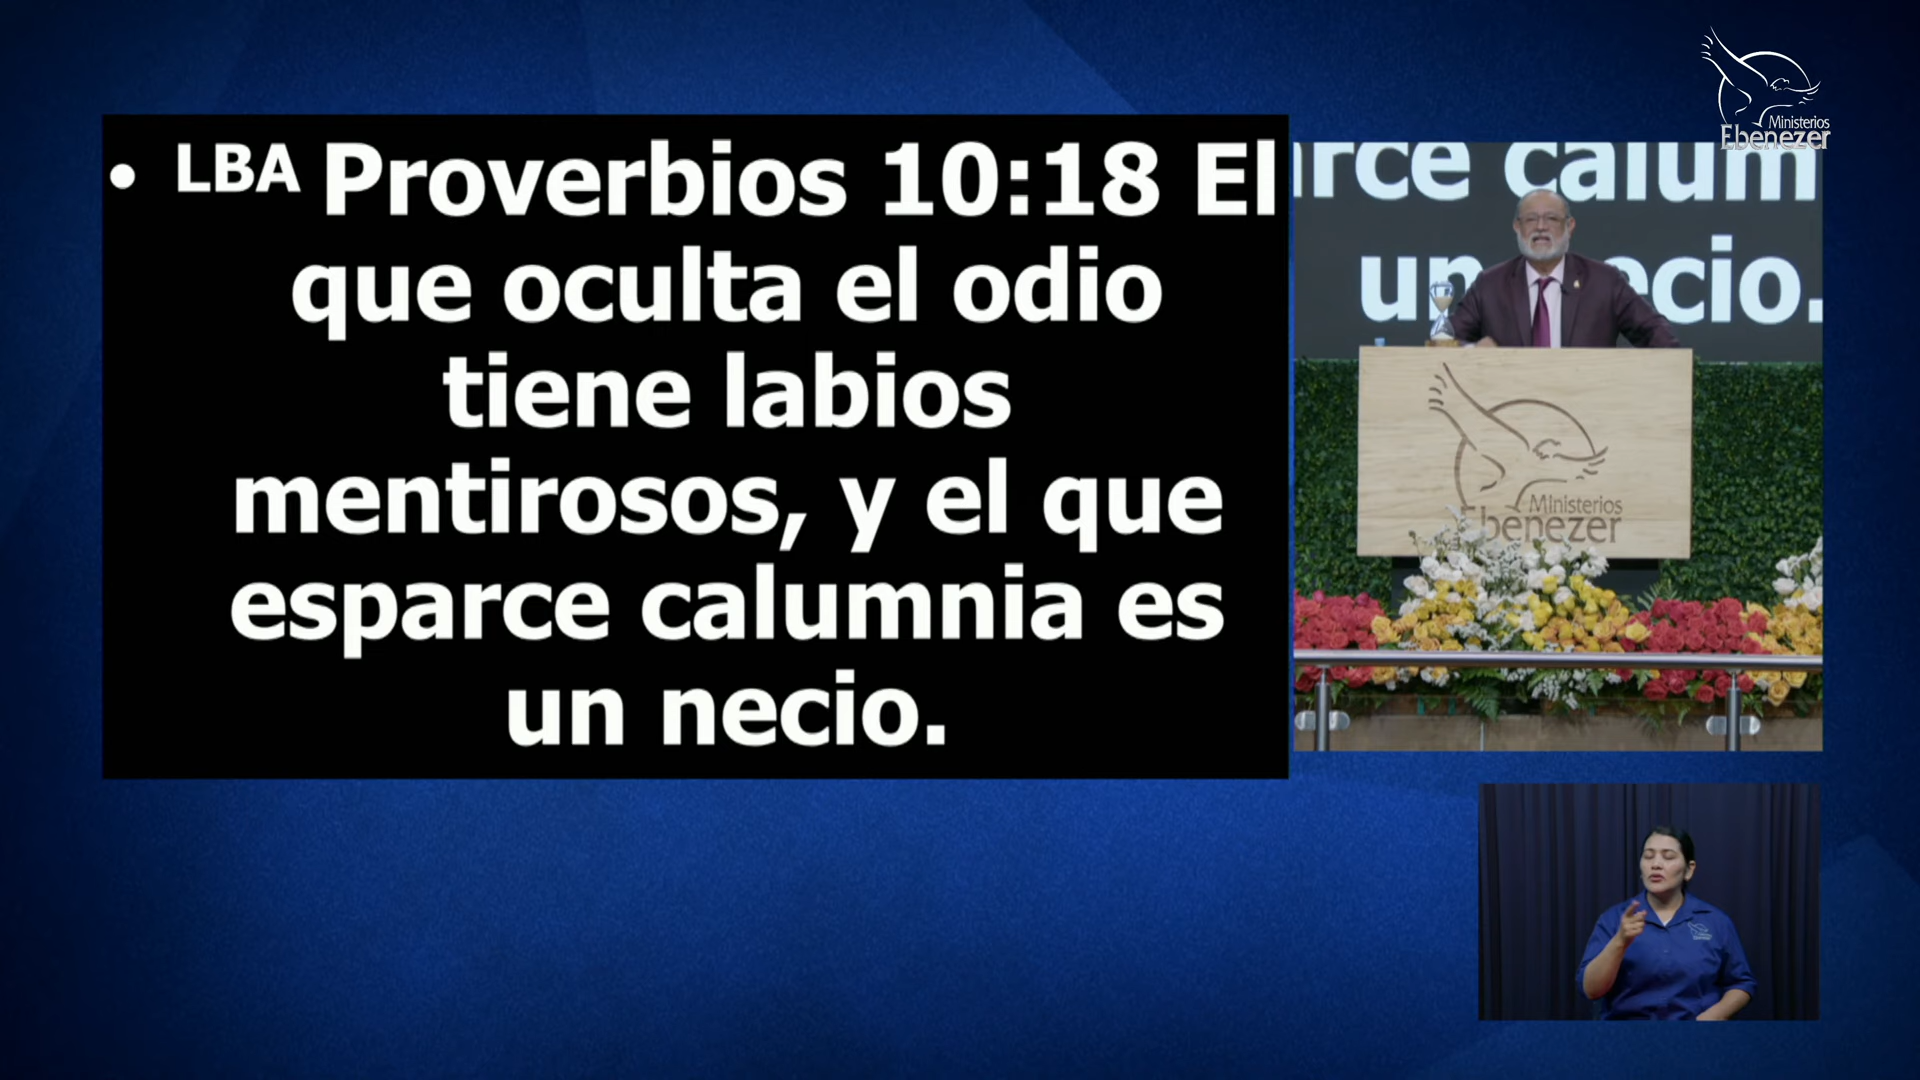 • LBA Proverbios 10:18 El
que oculta el odio
tiene labios
mentirosos, y el que
esparce calumnia es
un necio.
Ministerios
Ebenezer
rce calum
un ecio.
Ministerios
Ebenezer